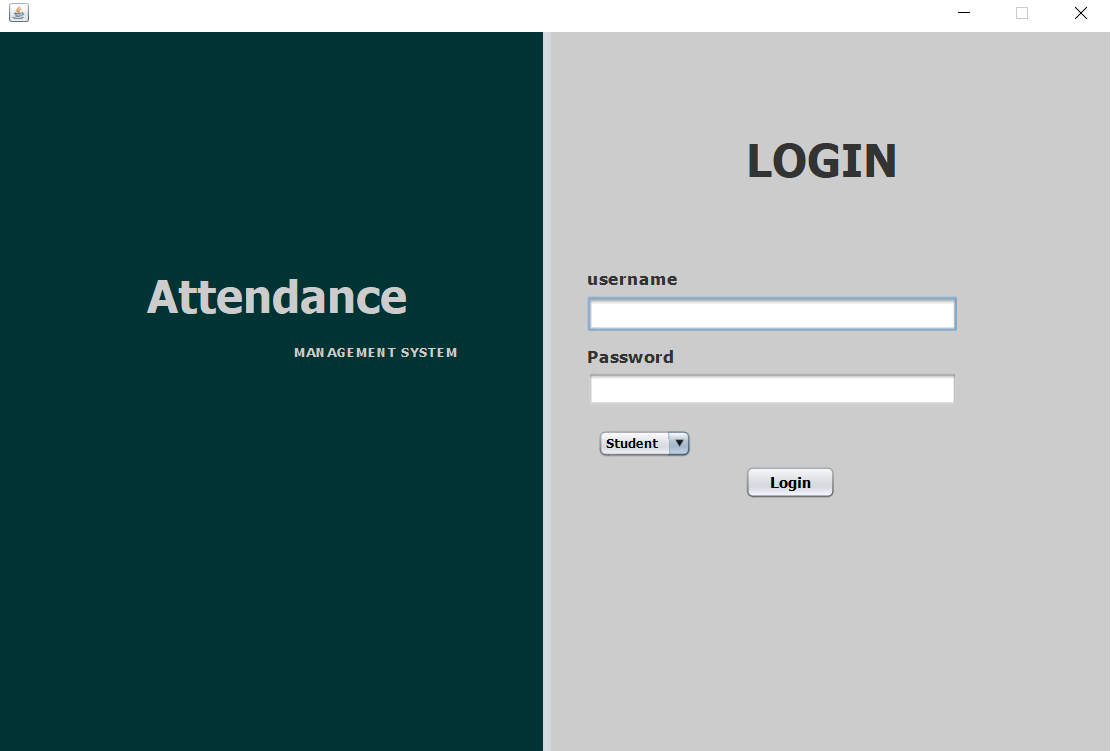 Attendance
MANAGEMENT SYSTEM
LOGIN
username
Password
Student
Login